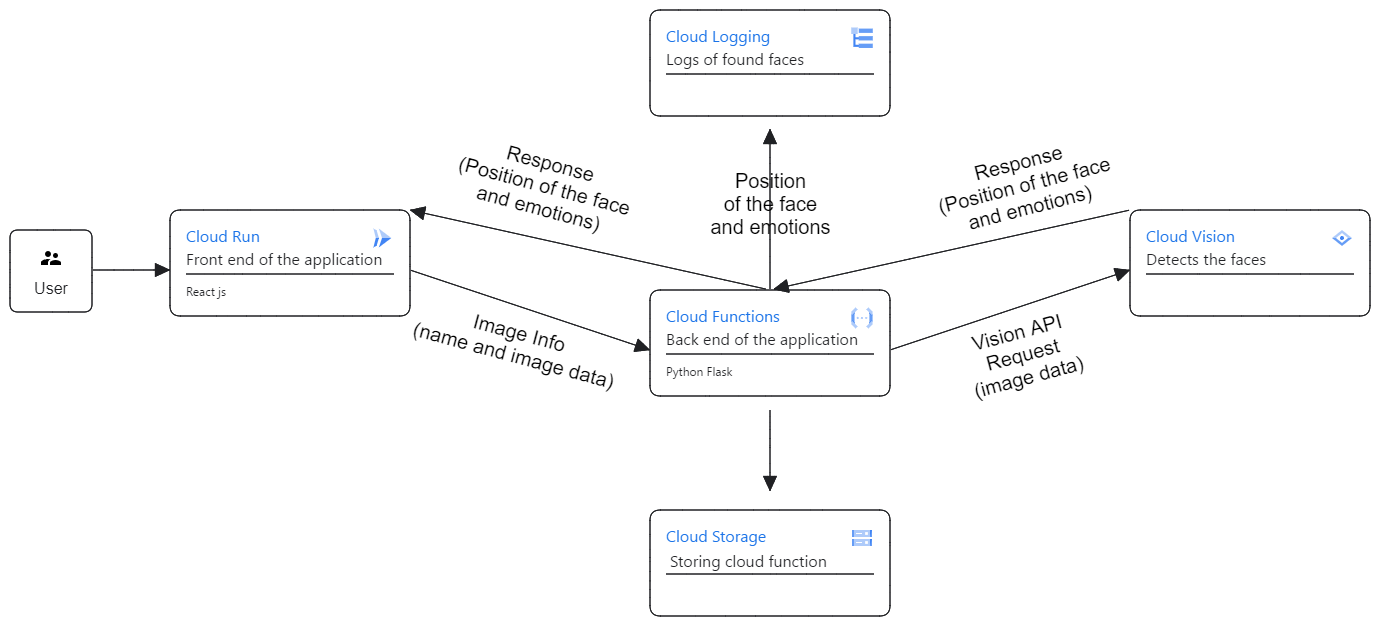 Cloud Logging
Logs of found faces
Response
(Position of the face
and emotions)
Position
of the face
and emotions
Response
(Position of the face
and emotions)
User
Cloud Run
Front end of the application
React js
Cloud Vision
Detects the faces
Image Info
(name and image data)
Cloud Functions
Back end of the application
Python Flask
Vision API
Request
(image data)
Cloud Storage
Storing cloud function